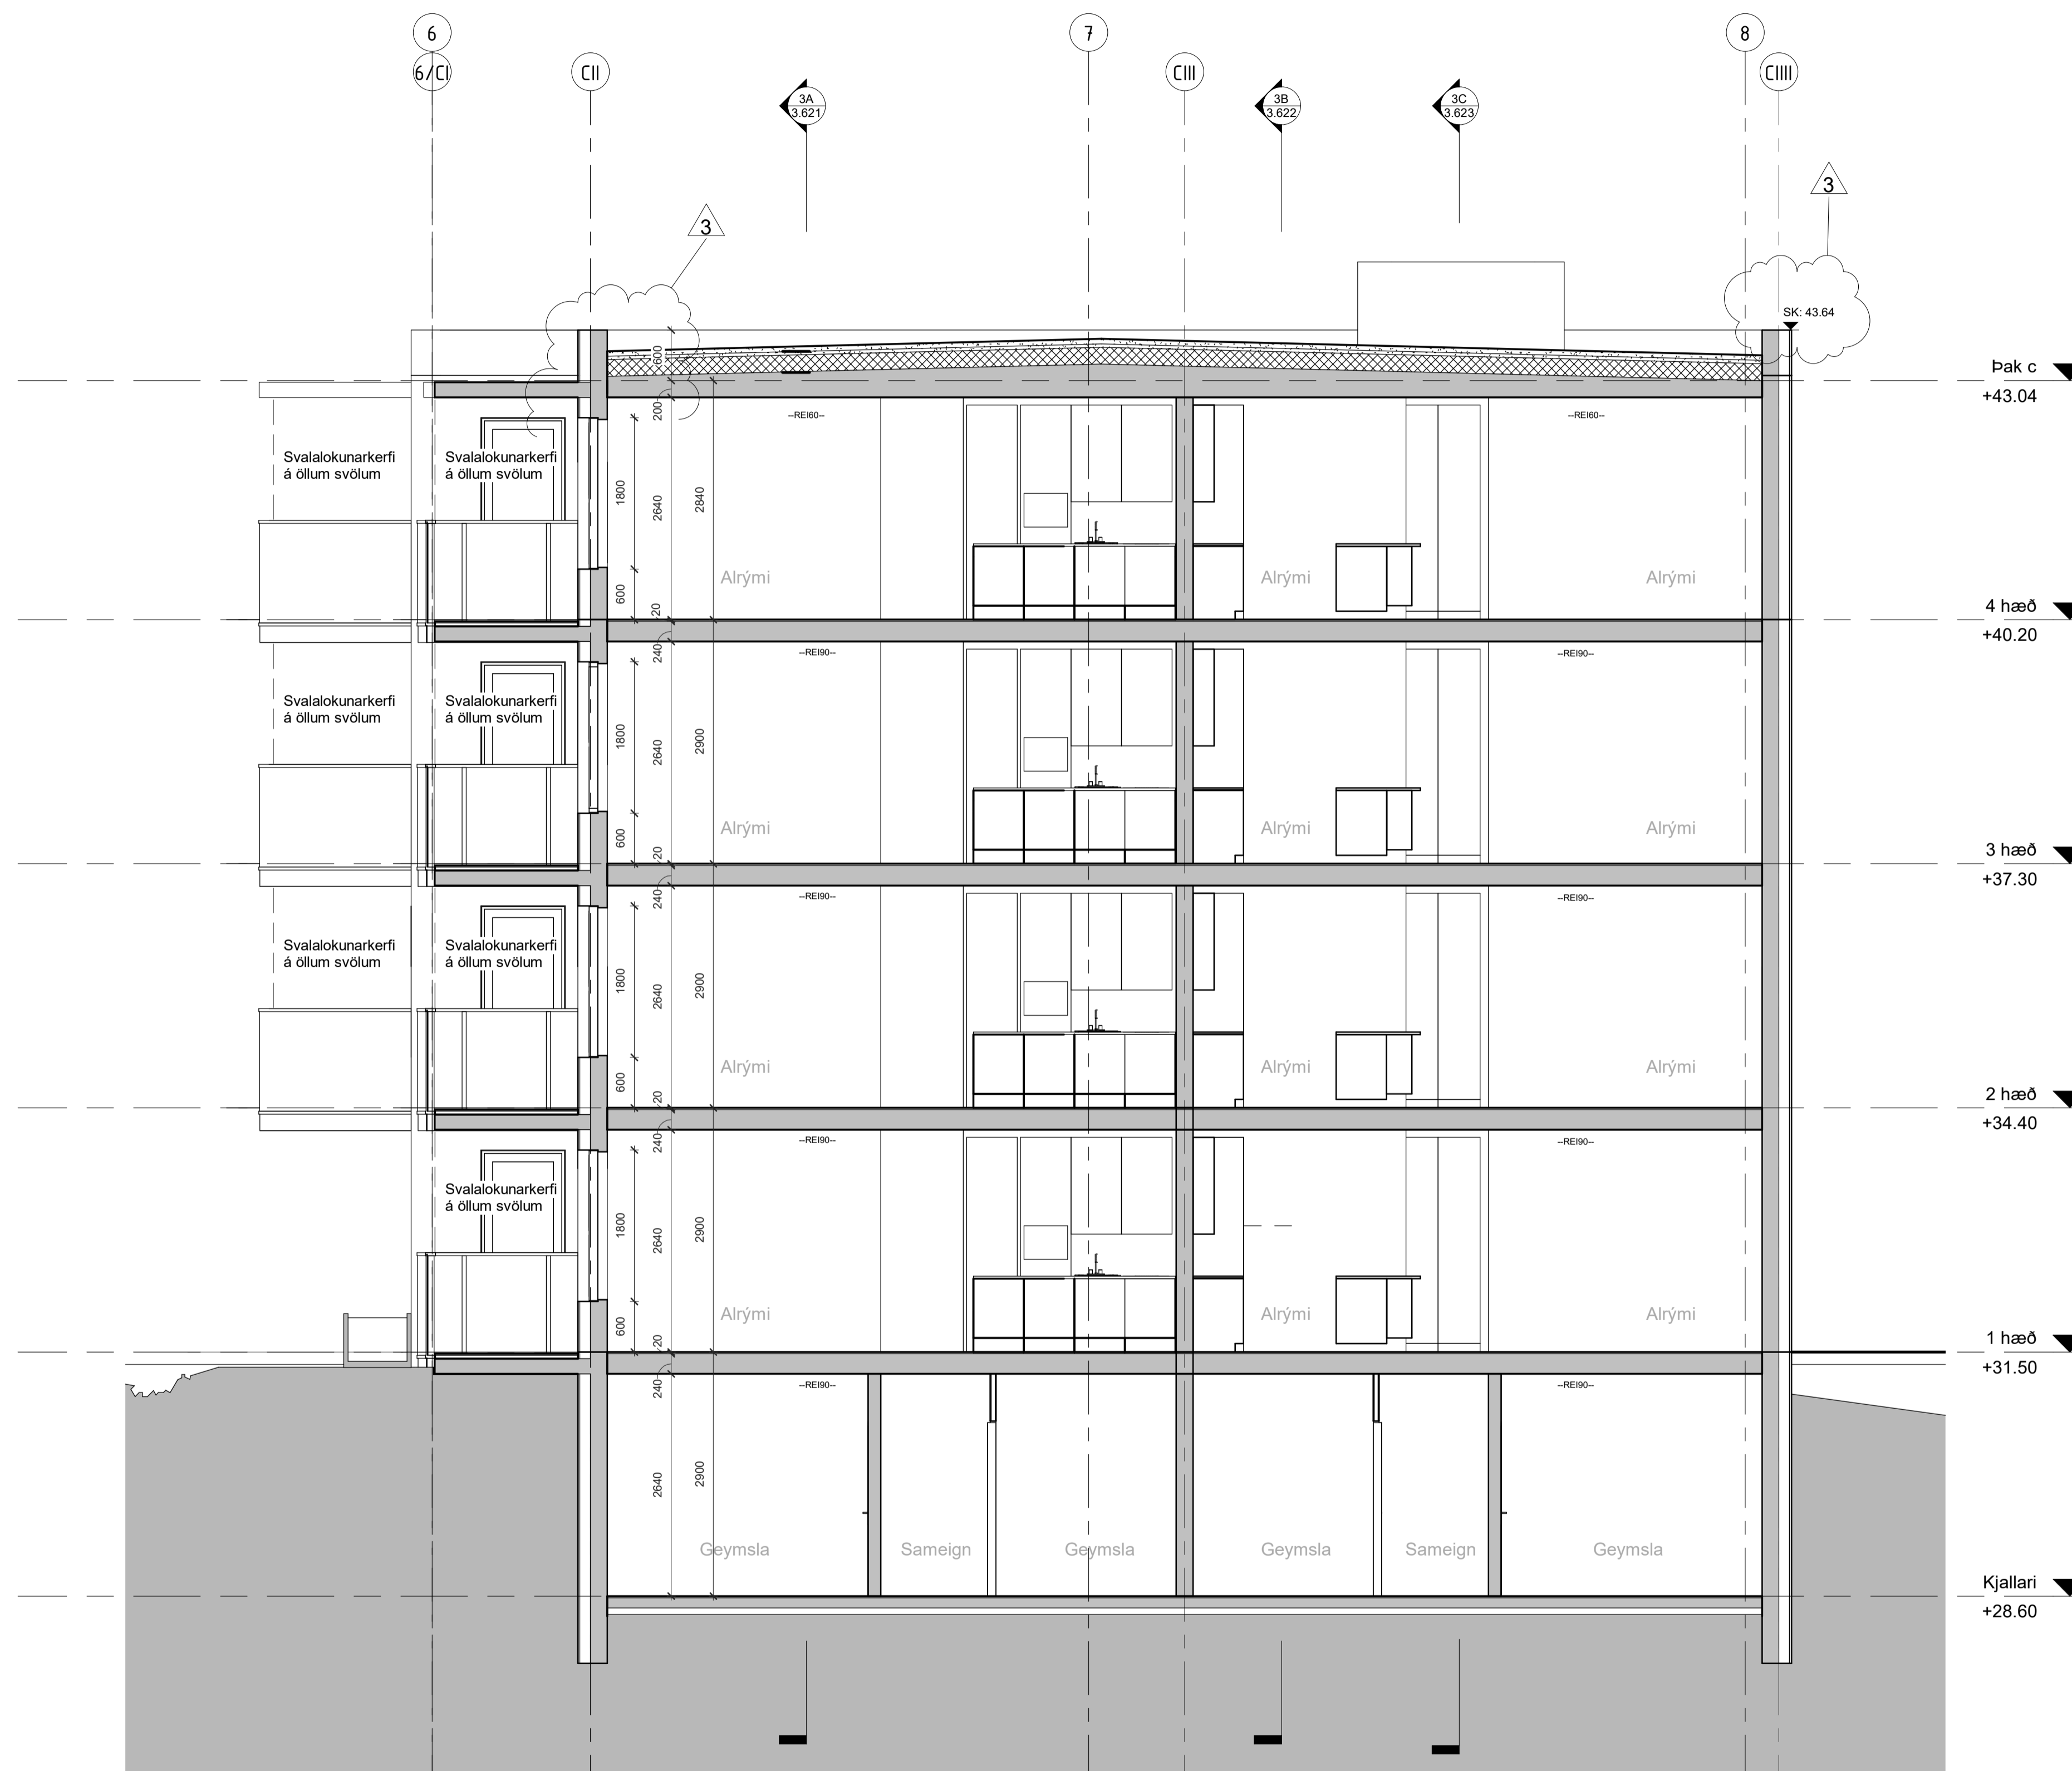 6
7
8
6/CI
CII
CIII
CIIII
3A
3.621
3B
3.622
3C
3.623
3
3
SK: 43.64
600
Þak c
+43.04
200
--REI60--
--REI60--
Svalalokunarkerfi
á öllum svölum
Svalalokunarkerfi
á öllum svölum
1800
2640
2840
Alrými
Alrými
Alrými
600
20
4 hæð
+40.20
240
--REI90--
--REI90--
Svalalokunarkerfi
á öllum svölum
Svalalokunarkerfi
á öllum svölum
1800
2640
2900
Alrými
Alrými
Alrými
600
20
3 hæð
+37.30
240
--REI90--
--REI90--
Svalalokunarkerfi
á öllum svölum
Svalalokunarkerfi
á öllum svölum
1800
2640
2900
Alrými
Alrými
Alrými
600
20
2 hæð
+34.40
240
--REI90--
--REI90--
Svalalokunarkerfi
á öllum svölum
1800
2640
2900
Alrými
Alrými
Alrými
600
20
1 hæð
+31.50
240
--REI90--
--REI90--
2640
2900
Geymsla
Sameign
Geymsla
Geymsla
Sameign
Geymsla
Kjallari
+28.60